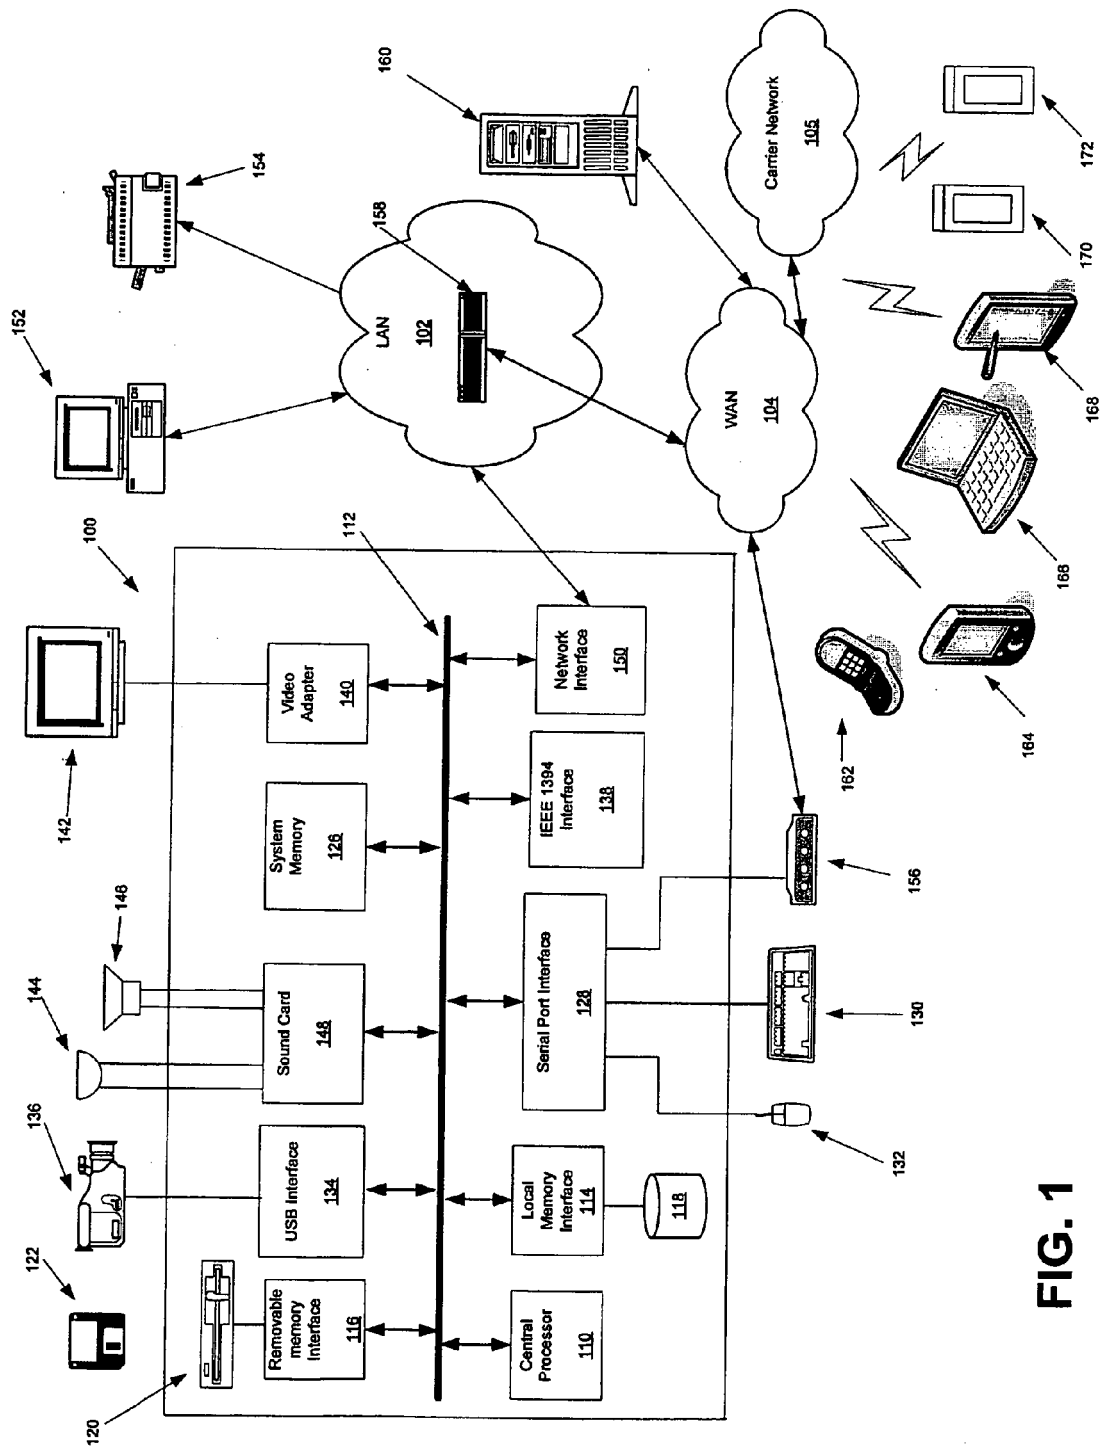 122
136
144
146
142
100
152
154
160
120
Removable
memory Interface
116
USB Interface
134
Sound Card
148
System
Memory
126
Video
Adapter
140
112
LAN
102
158
Central
Processor
110
Local
Memory
Interface
114
118
Serial Port Interface
128
IEEE 1394
Interface
138
Network
Interface
150
WAN
104
Carrier Network
105
132
130
156
162
164
166
168
170
172
FIG. 1